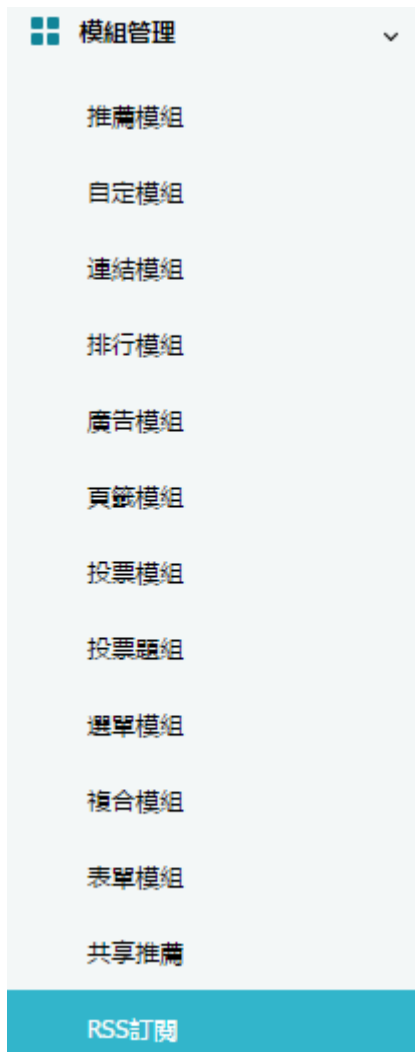 模組管理
推薦模組
自定模組
連結模組
排行模組
廣告模組
頁籤模組
投票模組
投票題組
選單模組
複合模組
表單模組
共享推薦
RSS訂閱